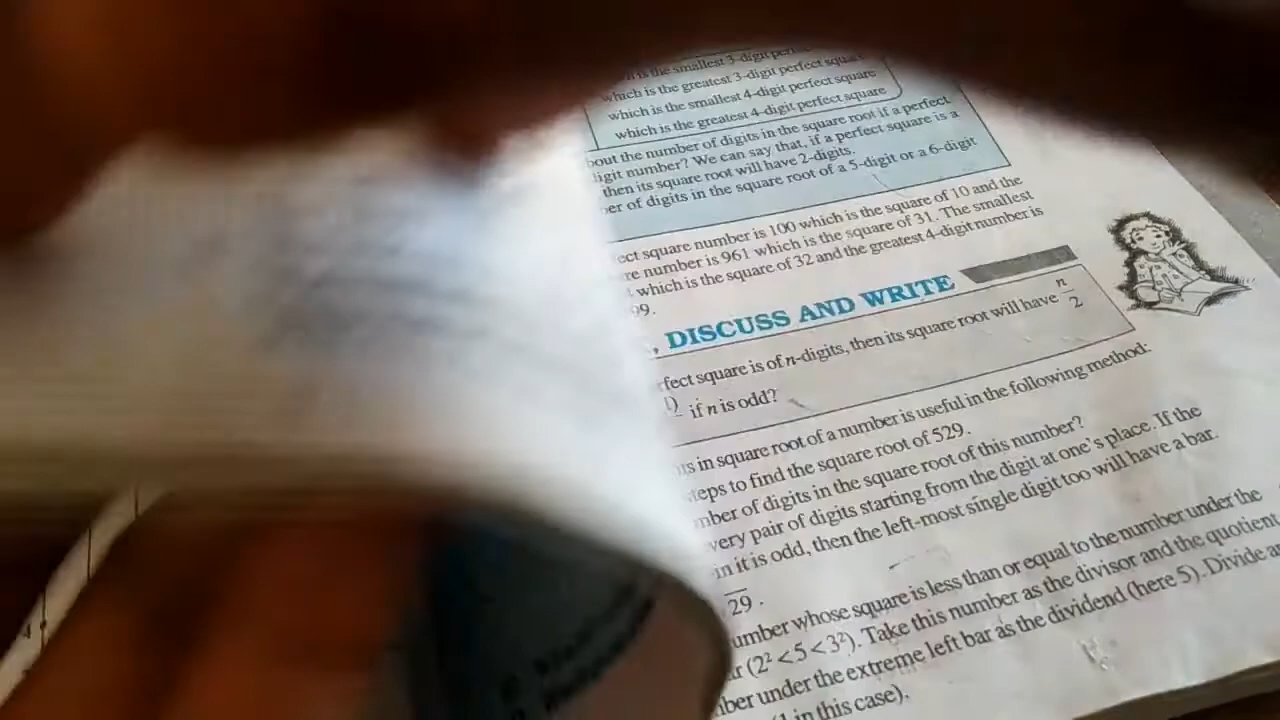 is the smallest 3-digit
which is the greatest 3-digit perfect square
which is the smallest 4-digit perfect square
which is the greatest 4-digit perfect square
bout the number of digits in the square root if a perfect
digit number? We can say that, if a perfect square is a
then its square root will have 2-digits.
er of digits in the square root of a 5-digit or a 6-digit
ect square number is 100 which is the square of 10 and the
re number is 961 which is the square of 31. The smallest
which is the square of 32 and the greatest 4-digit number is
99.
, DISCUSS AND WRITE
rfect square is of n-digits, then its square root will have n/2
if n is odd?
rs in square root of a number is useful in the following method:
teps to find the square root of 529.
mber of digits in the square root of this number?
very pair of digits starting from the digit at one's place. If the
in it is odd, then the left-most single digit too will have a bar.
29 .
umber whose square is less than or equal to the number under the
ar (2² < 5 < 3²). Take this number as the divisor and the quotient
ber under the extreme left bar as the dividend (here 5). Divide a
1 in this case).